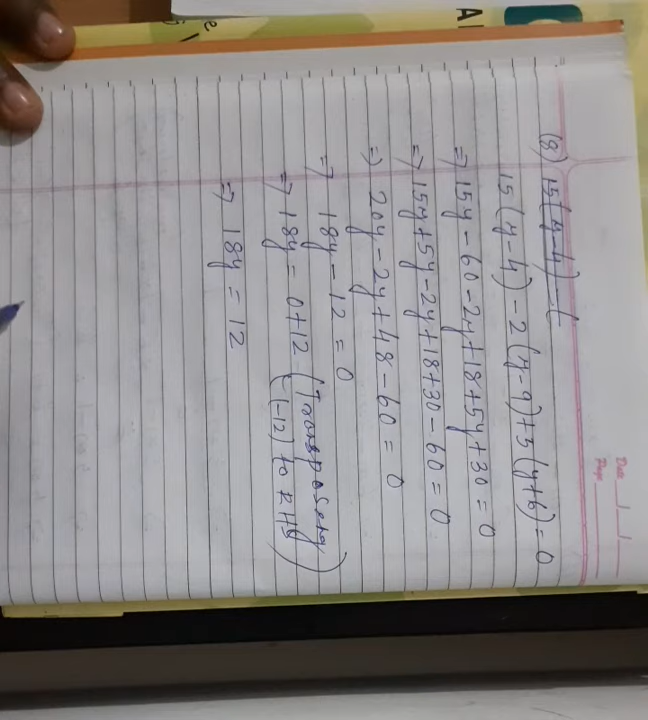 Date
Page
(8) 15(y-4)-(
15(y-4)-2(y-9)+5(y+6)=0
=> 15y-60-2y+18+5y+30=0
=> 15y+5y-2y+18+30-60=0
=> 20y-2y+48-60=0
=> 18y-12=0
=> 18y=0+12 (Transposing
(-12) to RHS)
=> 18y=12